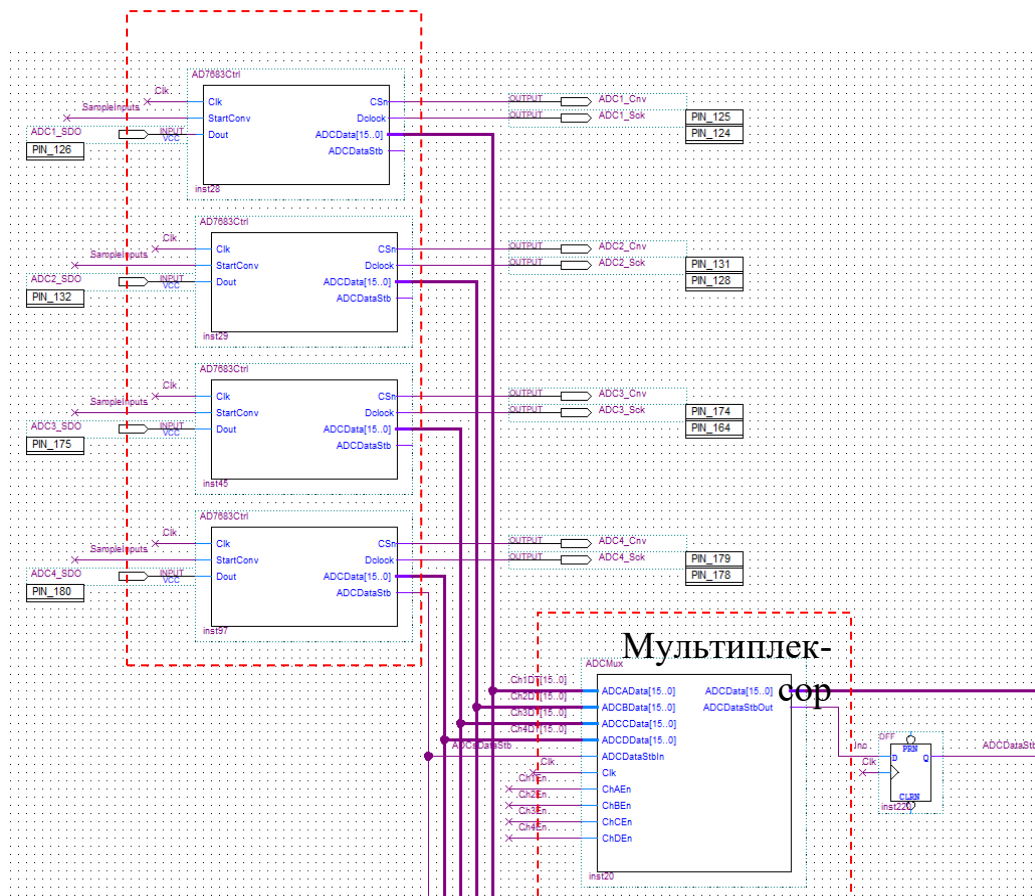 AD7683Ctrl
Clk
Clk
CSn
OUTPUT
ADC1_Cnv
SampleInputs
StartConv
Dclock
OUTPUT
ADC1_Sck
PIN_125
ADC1_SDO
INPUT
VCC
Dout
ADCData[15..0]
PIN_124
PIN_126
ADCDataStb
inst28
AD7683Ctrl
Clk
Clk
CSn
OUTPUT
ADC2_Cnv
SampleInputs
StartConv
Dclock
OUTPUT
ADC2_Sck
PIN_131
ADC2_SDO
INPUT
VCC
Dout
ADCData[15..0]
PIN_128
PIN_132
ADCDataStb
inst29
AD7683Ctrl
Clk
Clk
CSn
OUTPUT
ADC3_Cnv
SampleInputs
StartConv
Dclock
OUTPUT
ADC3_Sck
PIN_174
ADC3_SDO
INPUT
VCC
Dout
ADCData[15..0]
PIN_164
PIN_175
ADCDataStb
inst45
AD7683Ctrl
Clk
Clk
CSn
OUTPUT
ADC4_Cnv
SampleInputs
StartConv
Dclock
OUTPUT
ADC4_Sck
PIN_179
ADC4_SDO
INPUT
VCC
Dout
ADCData[15..0]
PIN_178
PIN_180
ADCDataStb
inst97
Мультиплек-
сор
ADCMux
Ch1DT[15..0]
ADCAData[15..0]
ADCData[15..0]
Ch2DT[15..0]
ADCBData[15..0]
ADCDataStbOut
Ch3DT[15..0]
ADCCData[15..0]
Ch4DT[15..0]
ADCDData[15..0]
ADCsDataStb
ADCDataStbIn
Clk
Clk
Ch1En
ChAEn
Ch2En
ChBEn
Ch3En
ChCEn
Ch4En
ChDEn
inst20
DFF
PRN
D
Q
Clk
CLRN
ADCDataStb